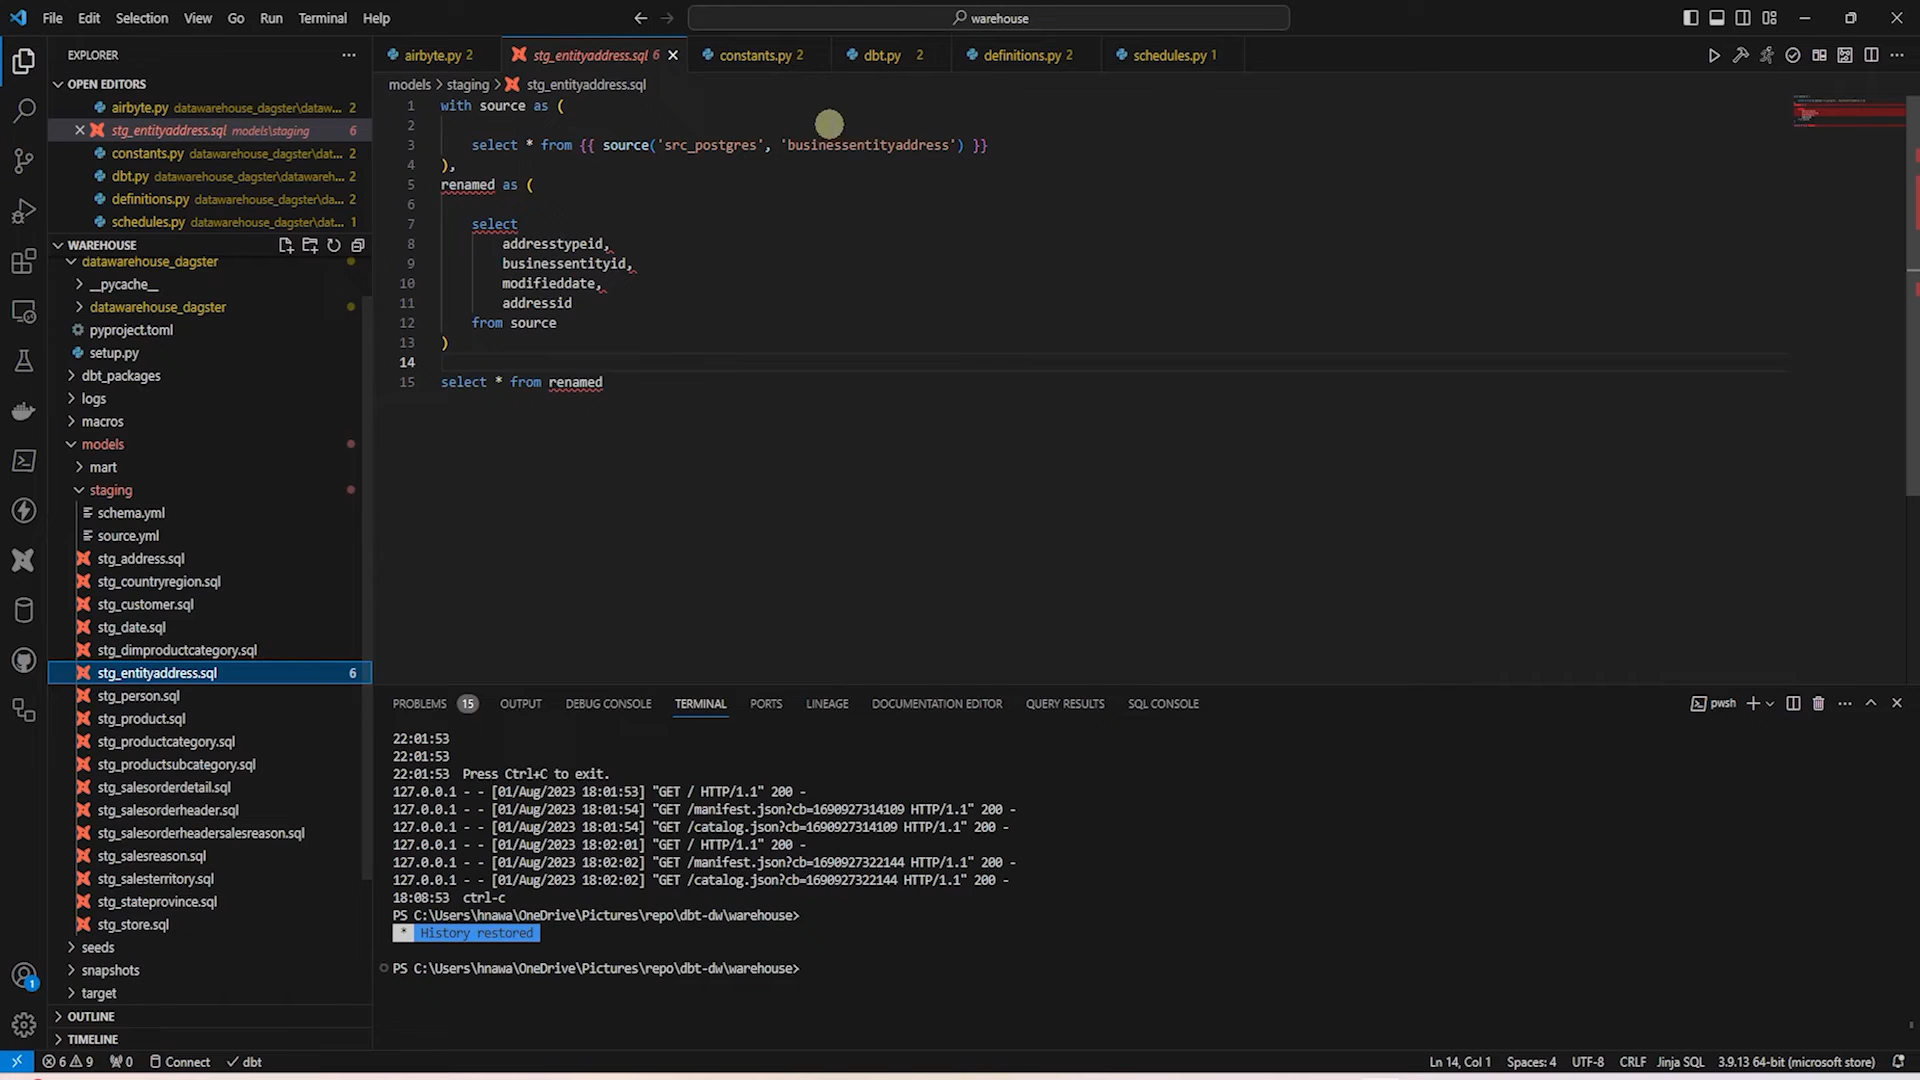 File Edit Selection View Go Run Terminal Help
warehouse
EXPLORER
OPEN EDITORS
airbyte.py datawarehouse_dagster\dataw... 2
stg_entityaddress.sql models\staging 6
constants.py datawarehouse_dagster\dat... 2
dbt.py datawarehouse_dagster\datawareh... 2
definitions.py datawarehouse_dagster\da... 2
schedules.py datawarehouse_dagster\dat... 1
WAREHOUSE
datawarehouse_dagster
__pycache__
datawarehouse_dagster
pyproject.toml
setup.py
dbt_packages
logs
macros
models
mart
staging
schema.yml
source.yml
stg_address.sql
stg_countryregion.sql
stg_customer.sql
stg_date.sql
stg_dimproductcategory.sql
stg_entityaddress.sql 6
stg_person.sql
stg_product.sql
stg_productcategory.sql
stg_productsubcategory.sql
stg_salesorderdetail.sql
stg_salesorderheader.sql
stg_salesorderheadersalesreason.sql
stg_salesreason.sql
stg_salesterritory.sql
stg_stateprovince.sql
stg_store.sql
seeds
snapshots
target
OUTLINE
TIMELINE
airbyte.py 2 stg_entityaddress.sql 6 constants.py 2 dbt.py 2 definitions.py 2 schedules.py 1
models > staging > stg_entityaddress.sql
1 with source as (
2
3 select * from {{ source('src_postgres', 'businessentityaddress') }}
4 ),
5 renamed as (
6
7 select
8 addresstypeid,
9 businessentityid,
10 modifieddate,
11 addressid
12 from source
13 )
14
15 select * from renamed
PROBLEMS 15 OUTPUT DEBUG CONSOLE TERMINAL PORTS LINEAGE DOCUMENTATION EDITOR QUERY RESULTS SQL CONSOLE
pwsh
22:01:53
22:01:53
22:01:53 Press Ctrl+C to exit.
127.0.0.1 - - [01/Aug/2023 18:01:53] "GET / HTTP/1.1" 200 -
127.0.0.1 - - [01/Aug/2023 18:01:54] "GET /manifest.json?cb=1690927314109 HTTP/1.1" 200 -
127.0.0.1 - - [01/Aug/2023 18:01:54] "GET /catalog.json?cb=1690927314109 HTTP/1.1" 200 -
127.0.0.1 - - [01/Aug/2023 18:02:01] "GET / HTTP/1.1" 200 -
127.0.0.1 - - [01/Aug/2023 18:02:02] "GET /manifest.json?cb=1690927322144 HTTP/1.1" 200 -
127.0.0.1 - - [01/Aug/2023 18:02:02] "GET /catalog.json?cb=1690927322144 HTTP/1.1" 200 -
18:08:53 ctrl-c
PS C:\Users\hnawa\OneDrive\Pictures\repo\dbt-dw\warehouse>
* History restored
PS C:\Users\hnawa\OneDrive\Pictures\repo\dbt-dw\warehouse>
1
6 9 0 Connect dbt
Ln 14, Col 1 Spaces: 4 UTF-8 CRLF Jinja SQL 3.9.13 64-bit (microsoft store)